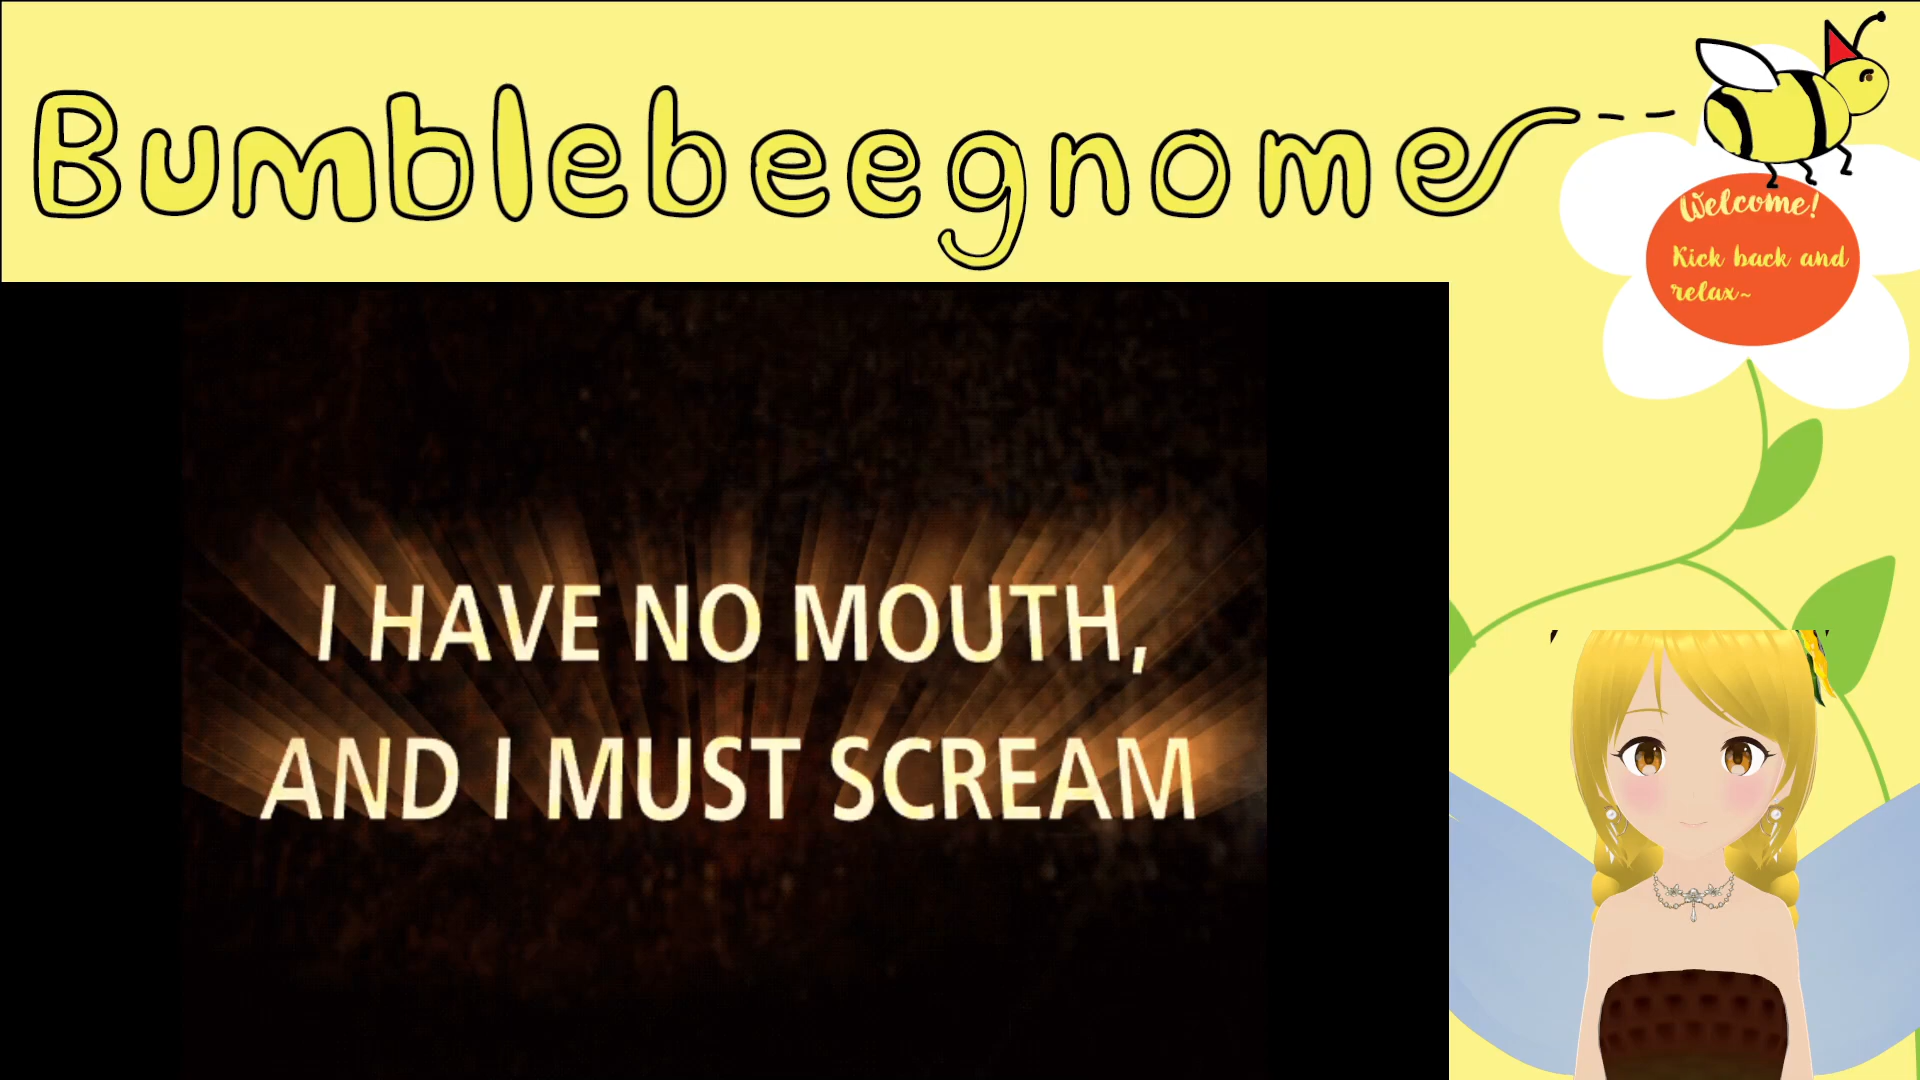 Bumblebeegnome
Welcome!
Kick back and
relax~
I HAVE NO MOUTH,
AND I MUST SCREAM